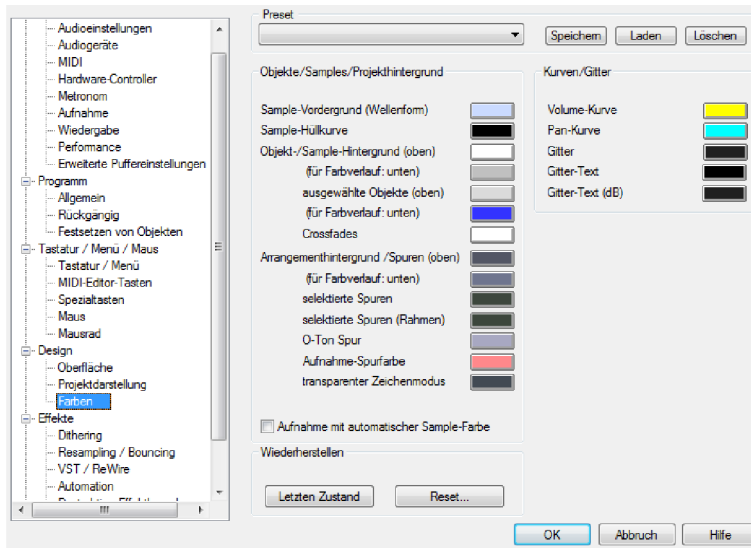 Audioeinstellungen
Audiogeräte
MIDI
Hardware-Controller
Metronom
Aufnahme
Wiedergabe
Performance
Erweiterte Puffereinstellungen
Programm
Allgemein
Rückgängig
Festsetzen von Objekten
Tastatur / Menü / Maus
Tastatur / Menü
MIDI-Editor-Tasten
Spezialtasten
Maus
Mausrad
Design
Oberfläche
Projektdarstellung
Farben
Effekte
Dithering
Resampling / Bouncing
VST / ReWire
Automation
Preset
Speichern
Laden
Löschen
Objekte/Samples/Projekthintergrund
Sample-Vordergrund (Wellenform)
Sample-Hüllkurve
Objekt-/Sample-Hintergrund (oben)
(für Farbverlauf: unten)
ausgewählte Objekte (oben)
(für Farbverlauf: unten)
Crossfades
Arrangementhintergrund /Spuren (oben)
(für Farbverlauf: unten)
selektierte Spuren
selektierte Spuren (Rahmen)
O-Ton Spur
Aufnahme-Spurfarbe
transparenter Zeichenmodus
Aufnahme mit automatischer Sample-Farbe
Kurven/Gitter
Volume-Kurve
Pan-Kurve
Gitter
Gitter-Text
Gitter-Text (dB)
Wiederherstellen
Letzten Zustand
Reset...
OK
Abbruch
Hilfe